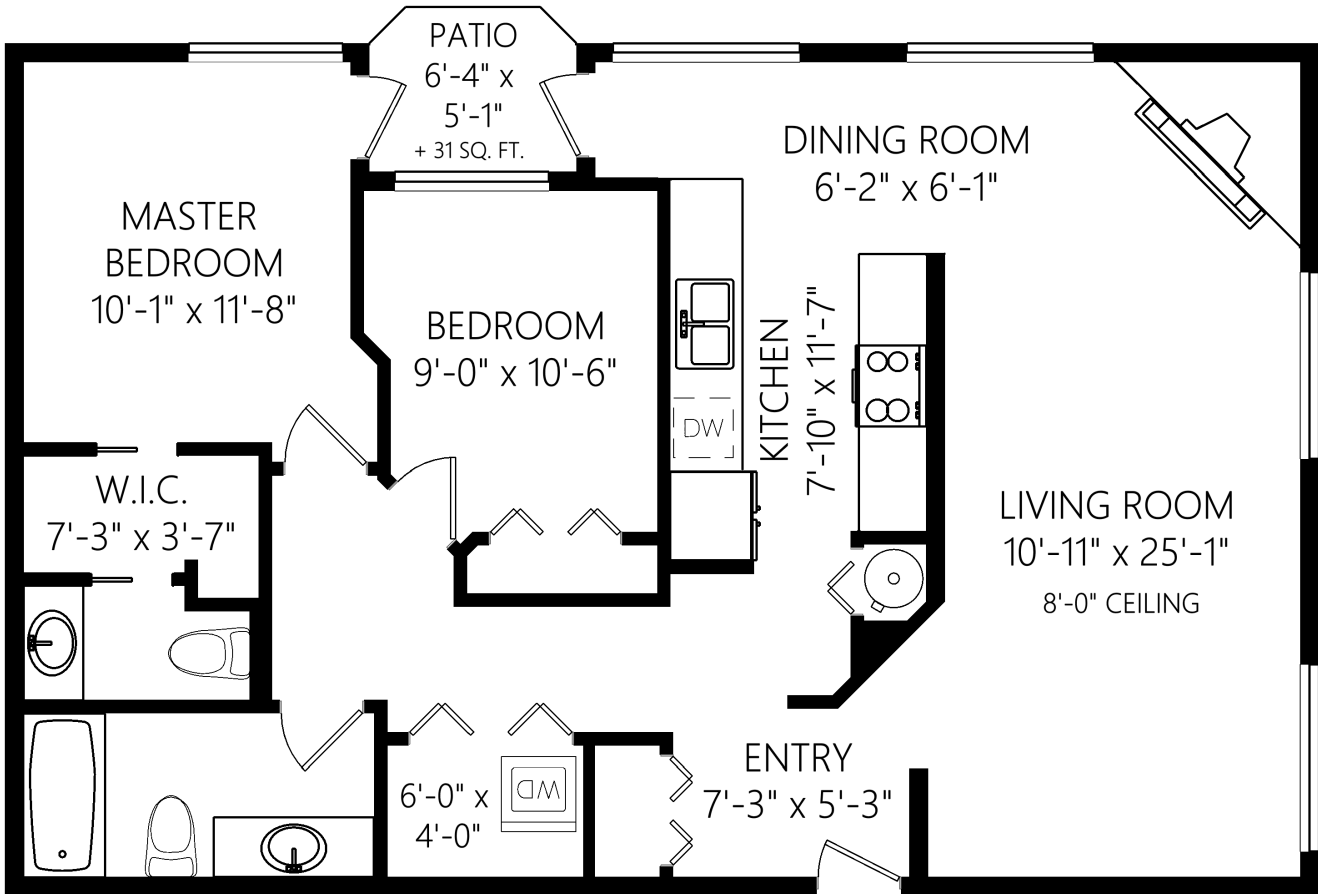 PATIO
6'-4" x
5'-1"
+ 31 SQ. FT.
DINING ROOM
6'-2" x 6'-1"
MASTER
BEDROOM
10'-1" x 11'-8"
BEDROOM
9'-0" x 10'-6"
KITCHEN
7'-10" x 11'-7"
DW
W.I.C.
7'-3" x 3'-7"
LIVING ROOM
10'-11" x 25'-1"
8'-0" CEILING
ENTRY
7'-3" x 5'-3"
6'-0" x
4'-0"
WD